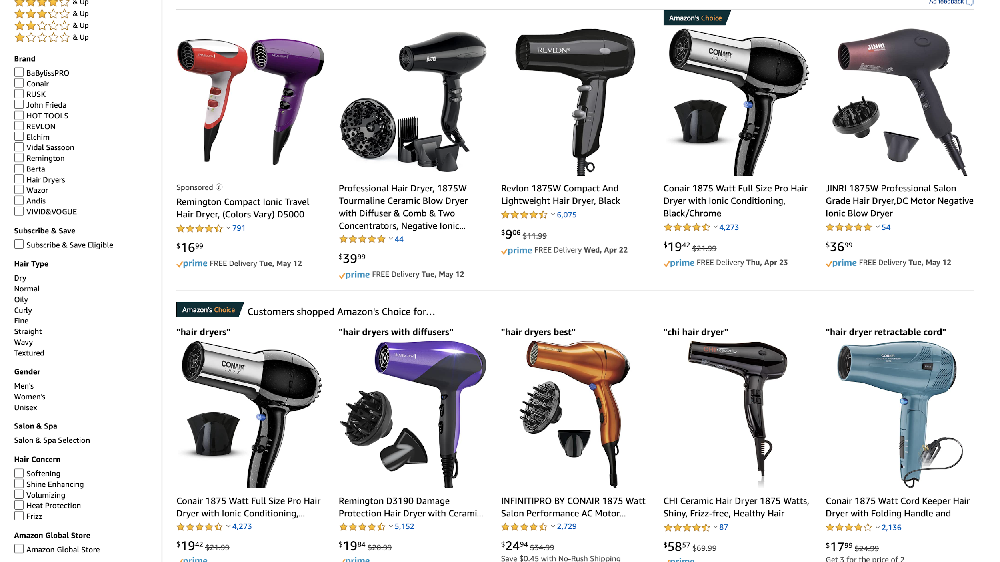 & Up
Ad feedback
& Up
& Up
& Up
Brand
BaBylissPRO
Conair
RUSK
John Frieda
HOT TOOLS
REVLON
Elchim
Vidal Sassoon
Remington
Berta
Hair Dryers
Wazor
Andis
VIVID&VOGUE
Subscribe & Save
Subscribe & Save Eligible
Hair Type
Dry
Normal
Oily
Curly
Fine
Straight
Wavy
Textured
Gender
Men's
Women's
Unisex
Salon & Spa
Salon & Spa Selection
Hair Concern
Softening
Shine Enhancing
Volumizing
Heat Protection
Frizz
Amazon Global Store
Amazon Global Store
REMINGTON
REMINGTON
Sponsored
Remington Compact Ionic Travel
Hair Dryer, (Colors Vary) D5000
791
$16.99
prime FREE Delivery Tue, May 12
Berta
Professional Hair Dryer, 1875W
Tourmaline Ceramic Blow Dryer
with Diffuser & Comb & Two
Concentrators, Negative Ionic...
44
$39.99
prime FREE Delivery Tue, May 12
REVLON®
Revlon 1875W Compact And
Lightweight Hair Dryer, Black
6,075
$9.06 $11.99
prime FREE Delivery Wed, Apr 22
Amazon's Choice
CONAIR
1875
Conair 1875 Watt Full Size Pro Hair
Dryer with Ionic Conditioning,
Black/Chrome
4,273
$19.42 $21.99
prime FREE Delivery Thu, Apr 23
JINRI
PROFESSIONAL
JINRI 1875W Professional Salon
Grade Hair Dryer,DC Motor Negative
Ionic Blow Dryer
54
$36.99
prime FREE Delivery Tue, May 12
Amazon's Choice Customers shopped Amazon's Choice for…
"hair dryers"
CONAIR
1875
Conair 1875 Watt Full Size Pro Hair
Dryer with Ionic Conditioning,...
4,273
$19.42 $21.99
prime
"hair dryers with diffusers"
REMINGTON
Remington D3190 Damage
Protection Hair Dryer with Cerami...
5,152
$19.84 $20.99
prime
"hair dryers best"
INFINITI PRO
INFINITIPRO BY CONAIR 1875 Watt
Salon Performance AC Motor...
2,729
$24.94 $34.99
Save $0.45 with No-Rush Shipping
"chi hair dryer"
CHI CERAMIC
CHI Ceramic Hair Dryer 1875 Watts,
Shiny, Frizz-free, Healthy Hair
87
$58.57 $69.99
prime
"hair dryer retractable cord"
CONAIR
CORD-KEEPER
1875
RETRACT
Conair 1875 Watt Cord Keeper Hair
Dryer with Folding Handle and
2,136
$17.99 $24.99
Get 3 for the price of 2